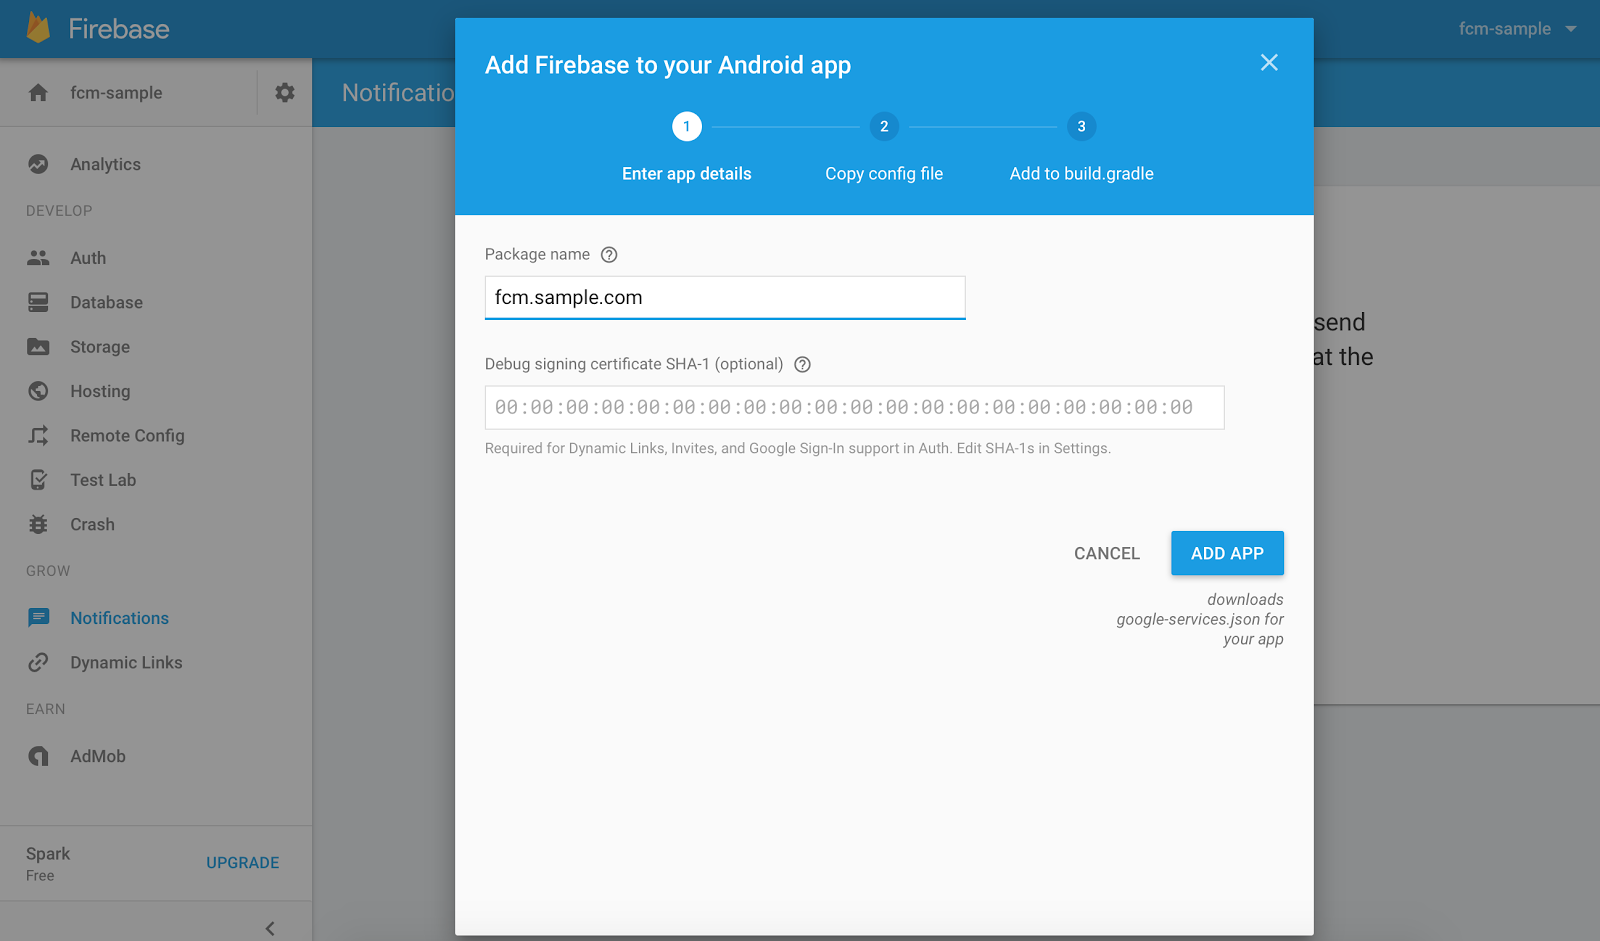 Firebase
fcm-sample
fcm-sample
Notificatio
Analytics
DEVELOP
Auth
Database
Storage
Hosting
Remote Config
Test Lab
Crash
GROW
Notifications
Dynamic Links
EARN
AdMob
Spark
Free
UPGRADE
Add Firebase to your Android app
1
2
3
Enter app details
Copy config file
Add to build.gradle
Package name ?
fcm.sample.com
Debug signing certificate SHA-1 (optional) ?
00:00:00:00:00:00:00:00:00:00:00:00:00:00:00:00:00:00:00:00
Required for Dynamic Links, Invites, and Google Sign-In support in Auth. Edit SHA-1s in Settings.
CANCEL
ADD APP
downloads
google-services.json for
your app
send
at the